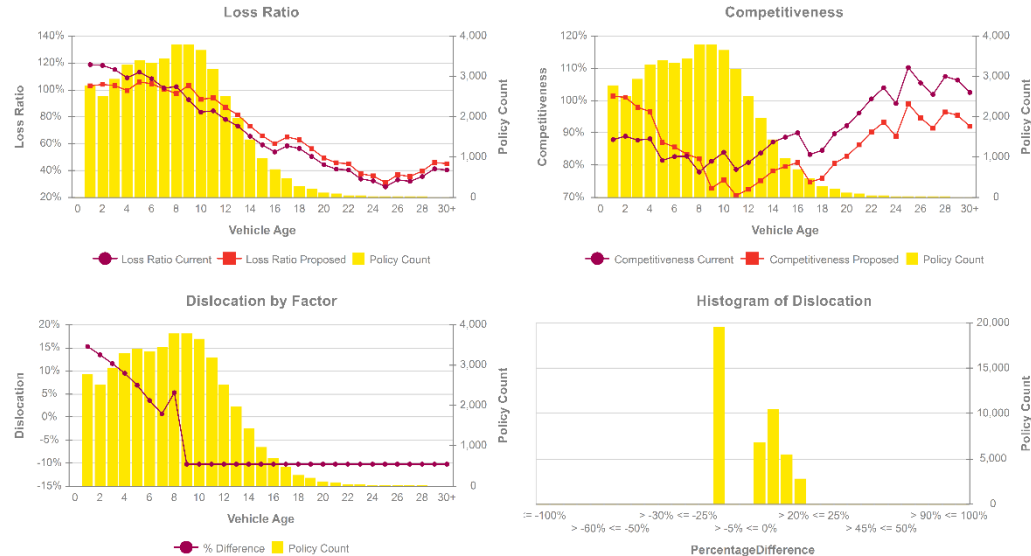 Loss Ratio
140%
120%
100%
80%
60%
40%
20%
Loss Ratio
4,000
3,000
2,000
1,000
0
Policy Count
0 2 4 6 8 10 12 14 16 18 20 22 24 26 28 30+
Vehicle Age
Loss Ratio Current Loss Ratio Proposed Policy Count
Competitiveness
120%
110%
100%
90%
80%
70%
Competitiveness
4,000
3,000
2,000
1,000
0
Policy Count
0 2 4 6 8 10 12 14 16 18 20 22 24 26 28 30+
Vehicle Age
Competitiveness Current Competitiveness Proposed Policy Count
Dislocation by Factor
20%
15%
10%
5%
0%
-5%
-10%
-15%
Dislocation
4,000
3,000
2,000
1,000
0
Policy Count
0 2 4 6 8 10 12 14 16 18 20 22 24 26 28 30+
Vehicle Age
% Difference Policy Count
Histogram of Dislocation
20,000
15,000
10,000
5,000
0
Policy Count
:= -100% > -30% <= -25% > 20% <= 25% > 90% <= 100%
> -60% <= -50% > -5% <= 0% > 45% <= 50%
PercentageDifference